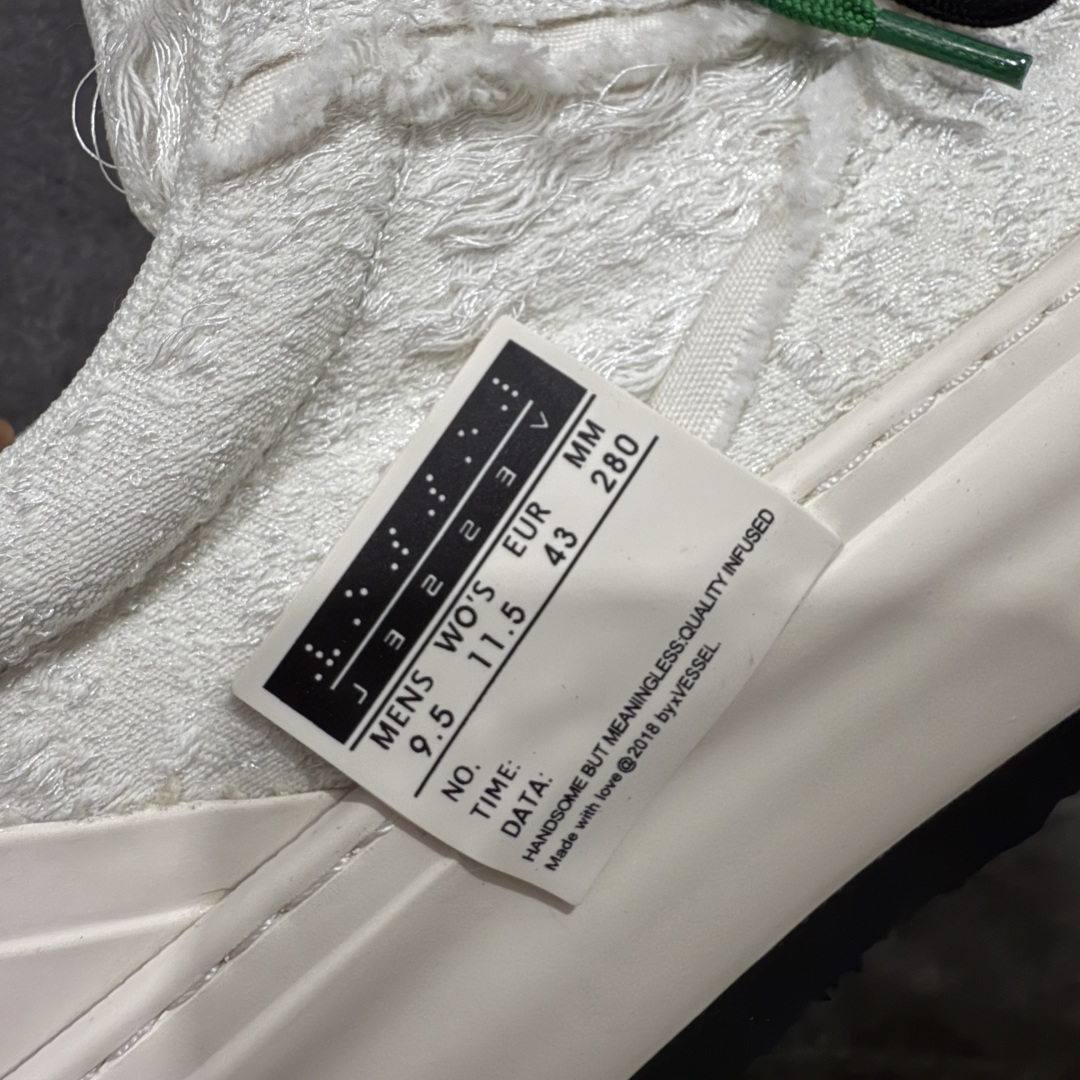 VESSEL
MENS WO'S EUR MM
9.5 11.5 43 280
NO.
TIME:
DATA:
HANDSOME BUT MEANINGLESS:QUALITY INFUSED
Made with love@2018 byxVESSEL.